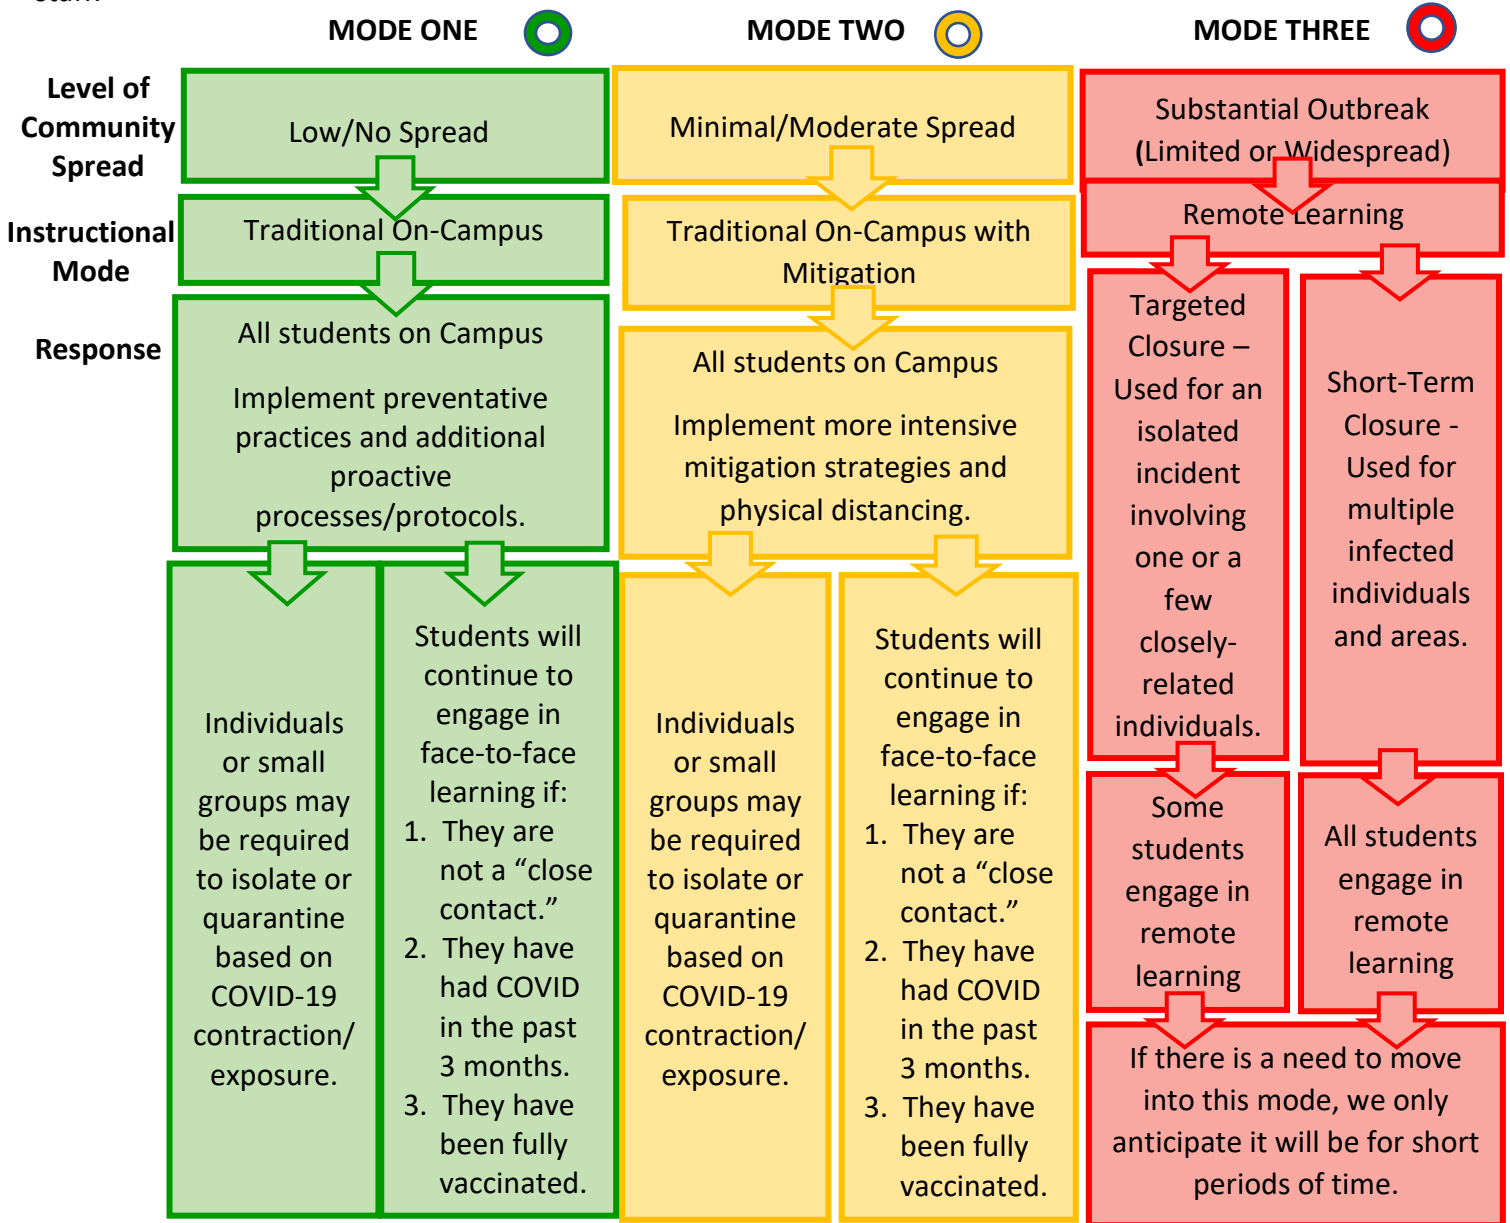 MODE ONE
MODE TWO
MODE THREE
Level of
Community
Spread
Low/No Spread
Minimal/Moderate Spread
Substantial Outbreak
(Limited or Widespread)
Instructional
Mode
Traditional On-Campus
Traditional On-Campus with
Mitigation
Remote Learning
Response
All students on Campus
Implement preventative
practices and additional
proactive
processes/protocols.
All students on Campus
Implement more intensive
mitigation strategies and
physical distancing.
Targeted
Closure –
Used for an
isolated
incident
involving
one or a
few
closely-
related
individuals.
Short-Term
Closure -
Used for
multiple
infected
individuals
and areas.
Individuals
or small
groups may
be required
to isolate or
quarantine
based on
COVID-19
contraction/
exposure.
Students will
continue to
engage in
face-to-face
learning if:
1. They are
not a “close
contact.”
2. They have
had COVID
in the past
3 months.
3. They have
been fully
vaccinated.
Individuals
or small
groups may
be required
to isolate or
quarantine
based on
COVID-19
contraction/
exposure.
Students will
continue to
engage in
face-to-face
learning if:
1. They are
not a “close
contact.”
2. They have
had COVID
in the past
3 months.
3. They have
been fully
vaccinated.
Some
students
engage in
remote
learning
All students
engage in
remote
learning
If there is a need to move
into this mode, we only
anticipate it will be for short
periods of time.